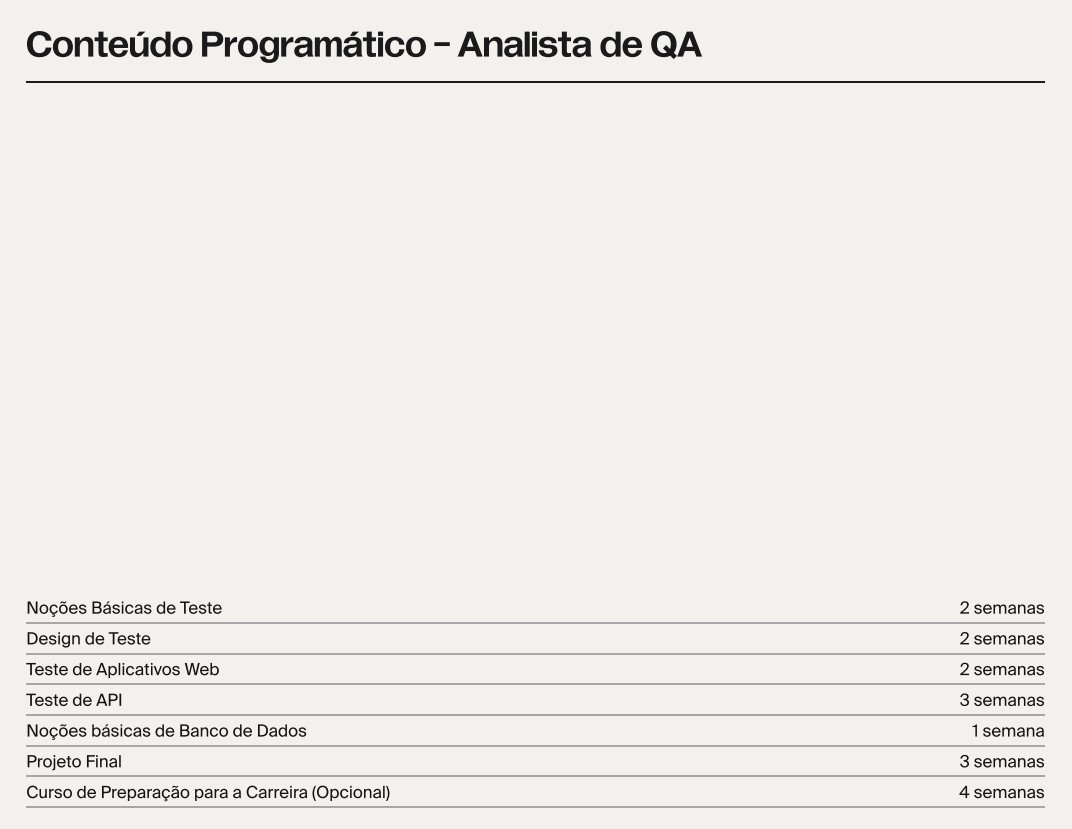 Conteúdo Programático – Analista de QA
Noções Básicas de Teste 2 semanas
Design de Teste 2 semanas
Teste de Aplicativos Web 2 semanas
Teste de API 3 semanas
Noções básicas de Banco de Dados 1 semana
Projeto Final 3 semanas
Curso de Preparação para a Carreira (Opcional) 4 semanas